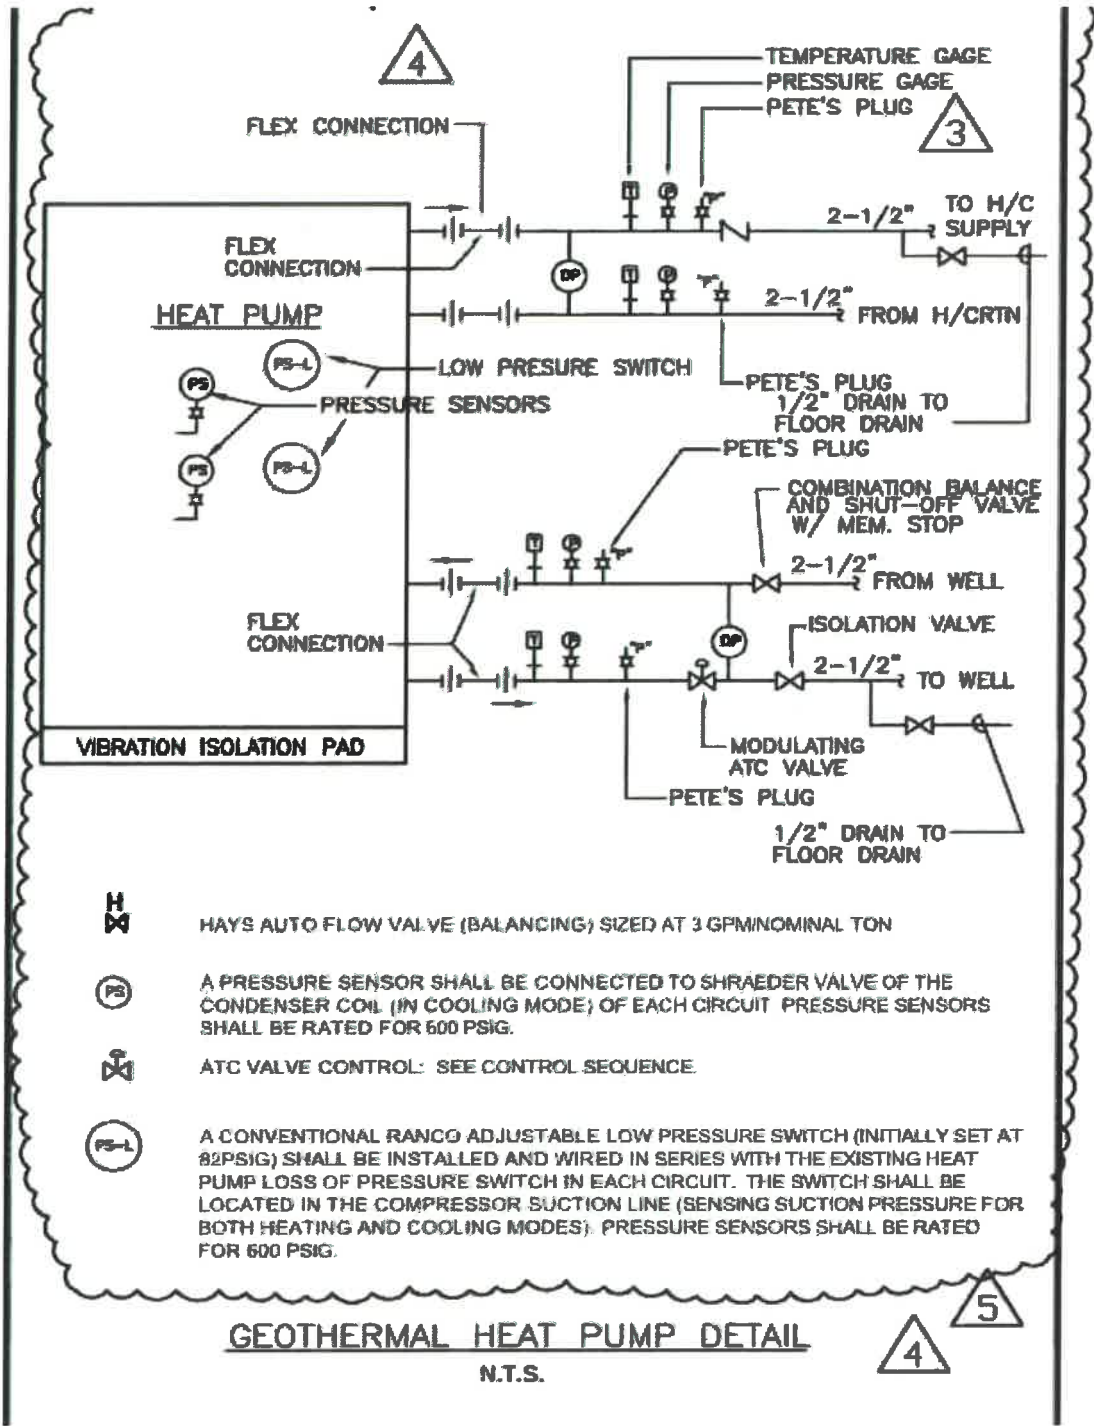 4
TEMPERATURE GAGE
PRESSURE GAGE
PETE'S PLUG
3
FLEX CONNECTION
T
P
"P"
2-1/2"
TO H/C
SUPPLY
FLEX
CONNECTION
DP
T
P
"P"
2-1/2"
FROM H/CRTN
HEAT PUMP
PS-L
LOW PRESURE SWITCH
PS
PRESSURE SENSORS
PETE'S PLUG
1/2" DRAIN TO
FLOOR DRAIN
PS
PS-L
PETE'S PLUG
COMBINATION BALANCE
AND SHUT-OFF VALVE
W/ MEM. STOP
T
P
"P"
2-1/2"
FROM WELL
FLEX
CONNECTION
T
P
"P"
DP
ISOLATION VALVE
2-1/2"
TO WELL
VIBRATION ISOLATION PAD
MODULATING
ATC VALVE
PETE'S PLUG
1/2" DRAIN TO
FLOOR DRAIN
H
HAYS AUTO FLOW VALVE (BALANCING) SIZED AT 3 GPM/NOMINAL TON
PS
A PRESSURE SENSOR SHALL BE CONNECTED TO SHRAEDER VALVE OF THE
CONDENSER COIL (IN COOLING MODE) OF EACH CIRCUIT PRESSURE SENSORS
SHALL BE RATED FOR 600 PSIG.
ATC VALVE CONTROL: SEE CONTROL SEQUENCE.
PS-L
A CONVENTIONAL RANCO ADJUSTABLE LOW PRESSURE SWITCH (INITIALLY SET AT
82PSIG) SHALL BE INSTALLED AND WIRED IN SERIES WITH THE EXISTING HEAT
PUMP LOSS OF PRESSURE SWITCH IN EACH CIRCUIT. THE SWITCH SHALL BE
LOCATED IN THE COMPRESSOR SUCTION LINE (SENSING SUCTION PRESSURE FOR
BOTH HEATING AND COOLING MODES). PRESSURE SENSORS SHALL BE RATED
FOR 600 PSIG.
5
GEOTHERMAL HEAT PUMP DETAIL
4
N.T.S.